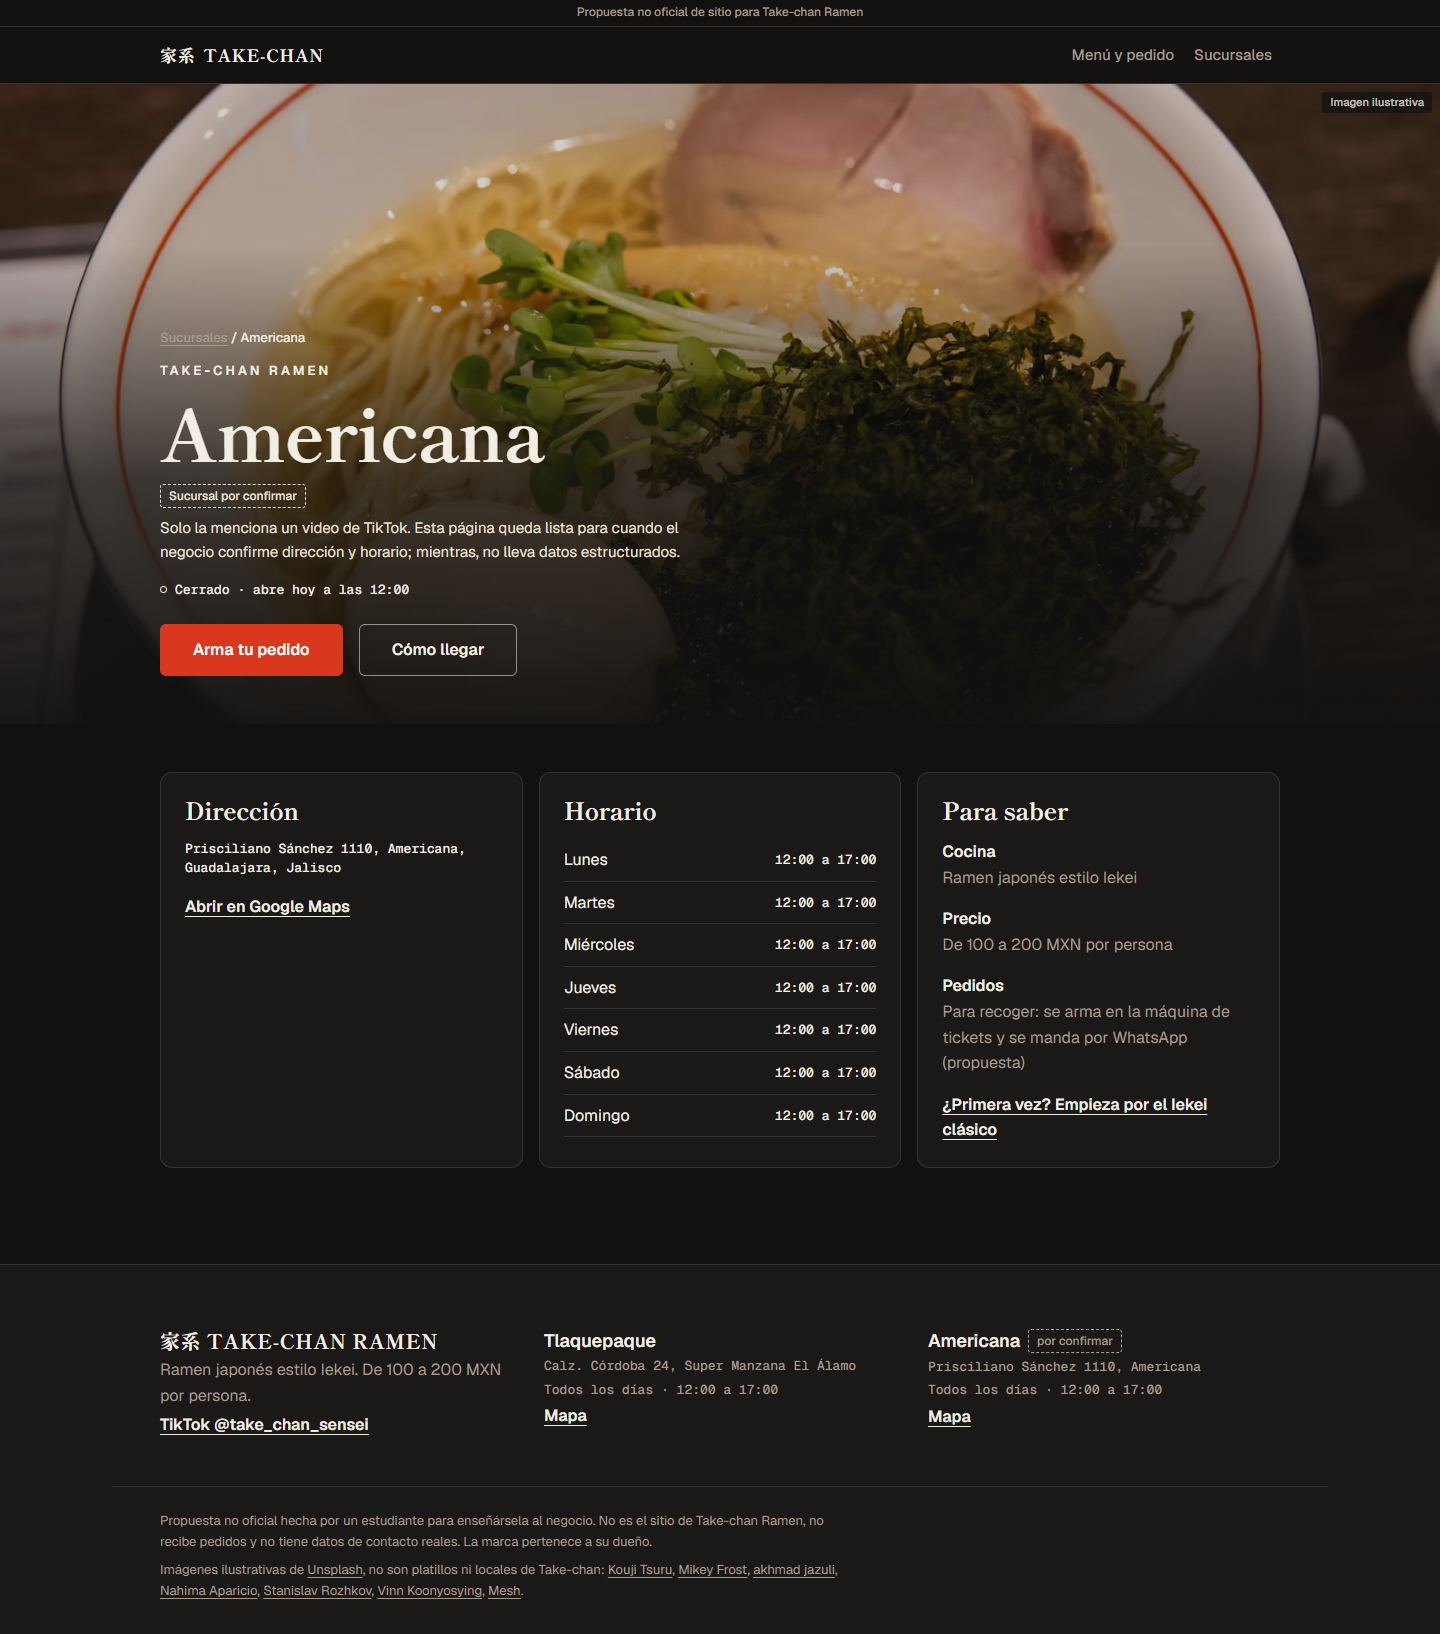 Propuesta no oficial de sitio para Take-chan Ramen
家系 TAKE-CHAN
Menú y pedido
Sucursales
Imagen ilustrativa
Sucursales / Americana
TAKE-CHAN RAMEN
Americana
Sucursal por confirmar
Solo la menciona un video de TikTok. Esta página queda lista para cuando el
negocio confirme dirección y horario; mientras, no lleva datos estructurados.
Cerrado · abre hoy a las 12:00
Arma tu pedido
Cómo llegar
Dirección
Prisciliano Sánchez 1110, Americana,
Guadalajara, Jalisco
Abrir en Google Maps
Horario
Lunes 12:00 a 17:00
Martes 12:00 a 17:00
Miércoles 12:00 a 17:00
Jueves 12:00 a 17:00
Viernes 12:00 a 17:00
Sábado 12:00 a 17:00
Domingo 12:00 a 17:00
Para saber
Cocina
Ramen japonés estilo Iekei
Precio
De 100 a 200 MXN por persona
Pedidos
Para recoger: se arma en la máquina de
tickets y se manda por WhatsApp
(propuesta)
¿Primera vez? Empieza por el Iekei
clásico
家系 TAKE-CHAN RAMEN
Ramen japonés estilo Iekei. De 100 a 200 MXN
por persona.
TikTok @take_chan_sensei
Tlaquepaque
Calz. Córdoba 24, Super Manzana El Álamo
Todos los días · 12:00 a 17:00
Mapa
Americana por confirmar
Prisciliano Sánchez 1110, Americana
Todos los días · 12:00 a 17:00
Mapa
Propuesta no oficial hecha por un estudiante para enseñársela al negocio. No es el sitio de Take-chan Ramen, no
recibe pedidos y no tiene datos de contacto reales. La marca pertenece a su dueño.
Imágenes ilustrativas de Unsplash, no son platillos ni locales de Take-chan: Kouji Tsuru, Mikey Frost, akhmad jazuli,
Nahima Aparicio, Stanislav Rozhkov, Vinn Koonyosying, Mesh.